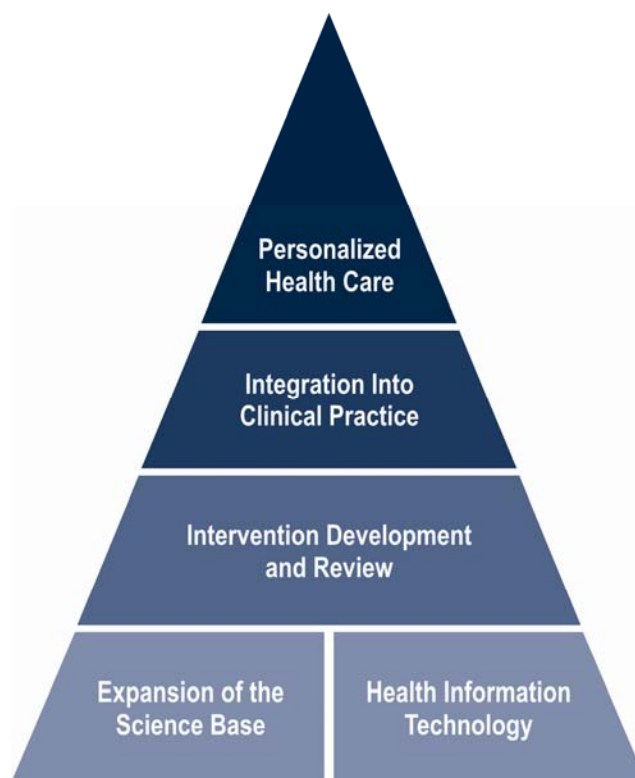 Personalized
Health Care
Integration Into
Clinical Practice
Intervention Development
and Review
Expansion of the
Science Base
Health Information
Technology